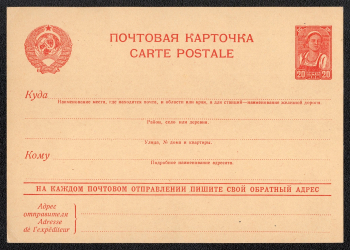 ПОЧТОВАЯ КАРТОЧКА
CARTE POSTALE
20 20
Куда
Наименование места, где находится почта, и области или края, а для станций—наименование железной дороги.
Район, село или деревня.
Улица, № дома и квартиры.
Кому
Подробное наименование адресата.
НА КАЖДОМ ПОЧТОВОМ ОТПРАВЛЕНИИ ПИШИТЕ СВОЙ ОБРАТНЫЙ АДРЕС
Адрес
отправителя
Adresse
de l'expéditeur